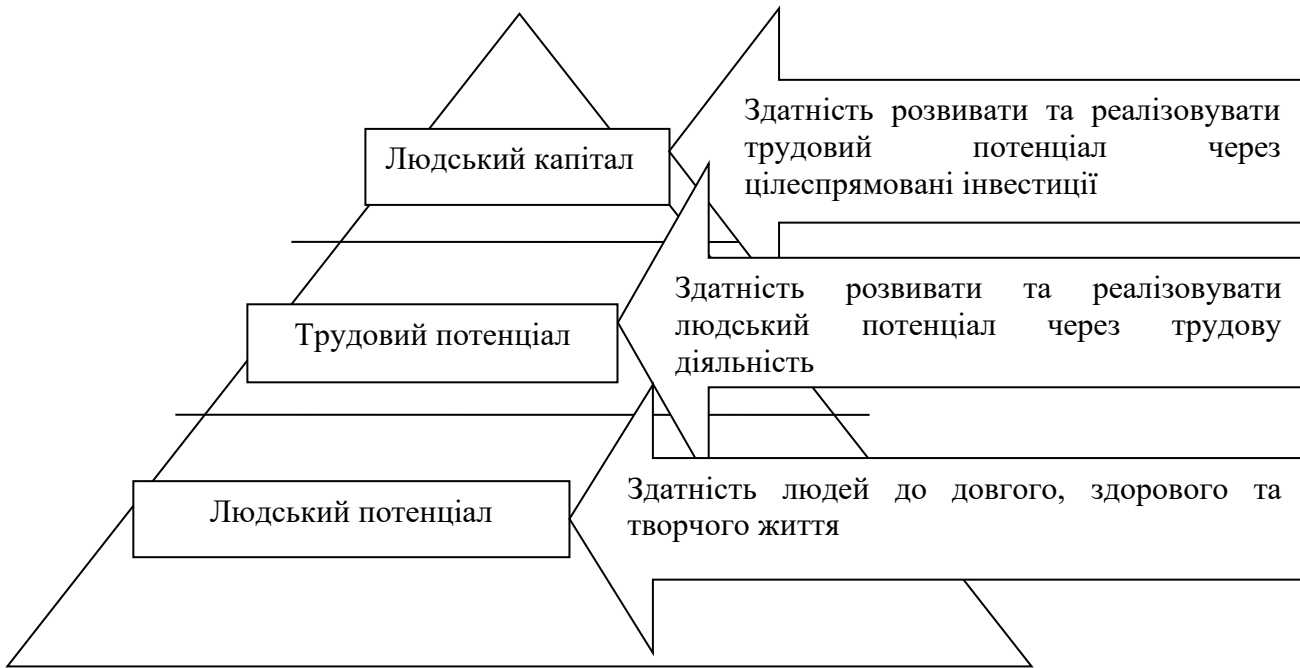 Людський капітал
Здатність розвивати та реалізовувати
трудовий потенціал через
цілеспрямовані інвестиції
Трудовий потенціал
Здатність розвивати та реалізовувати
людський потенціал через трудову
діяльність
Людський потенціал
Здатність людей до довгого, здорового та
творчого життя